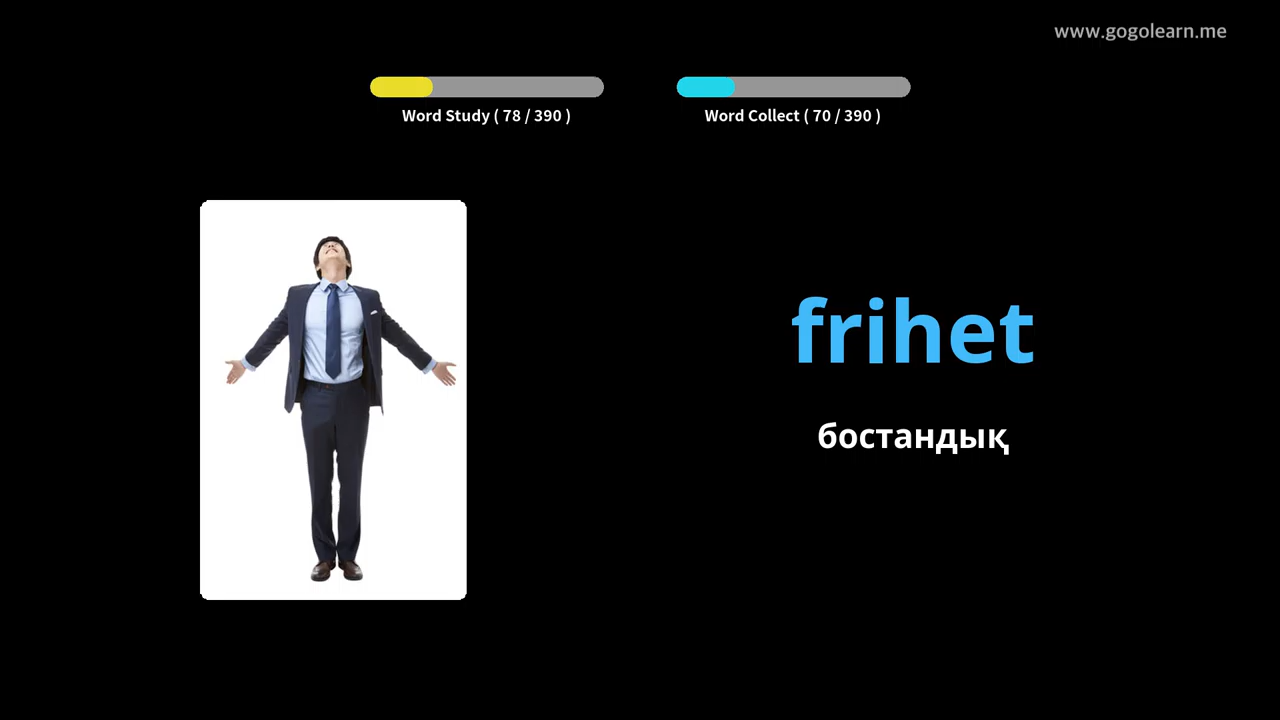 www.gogolearn.me
Word Study ( 78 / 390 )
Word Collect ( 70 / 390 )
frihet
бостандық